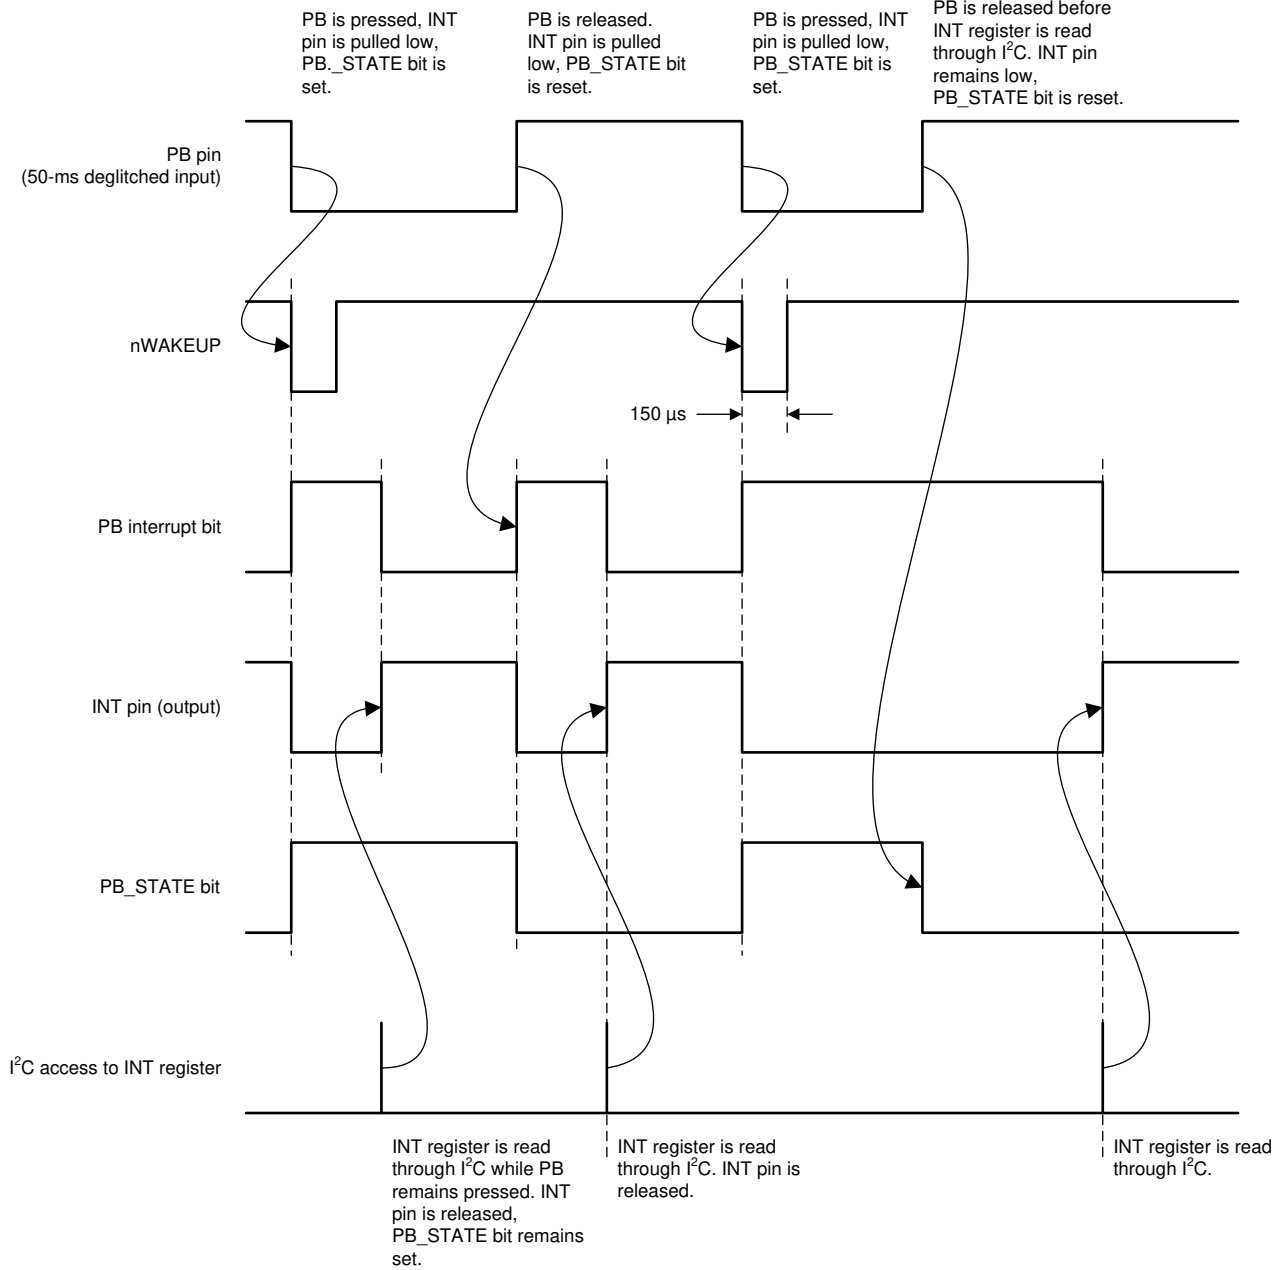 PB is pressed, INT
pin is pulled low,
PB._STATE bit is
set.
PB is released.
INT pin is pulled
low, PB_STATE bit
is reset.
PB is pressed, INT
pin is pulled low,
PB_STATE bit is
set.
PB is released before
INT register is read
through I²C. INT pin
remains low,
PB_STATE bit is reset.
PB pin
(50-ms deglitched input)
nWAKEUP
150 µs
PB interrupt bit
INT pin (output)
PB_STATE bit
I²C access to INT register
INT register is read
through I²C while PB
remains pressed. INT
pin is released,
PB_STATE bit remains
set.
INT register is read
through I²C. INT pin is
released.
INT register is read
through I²C.